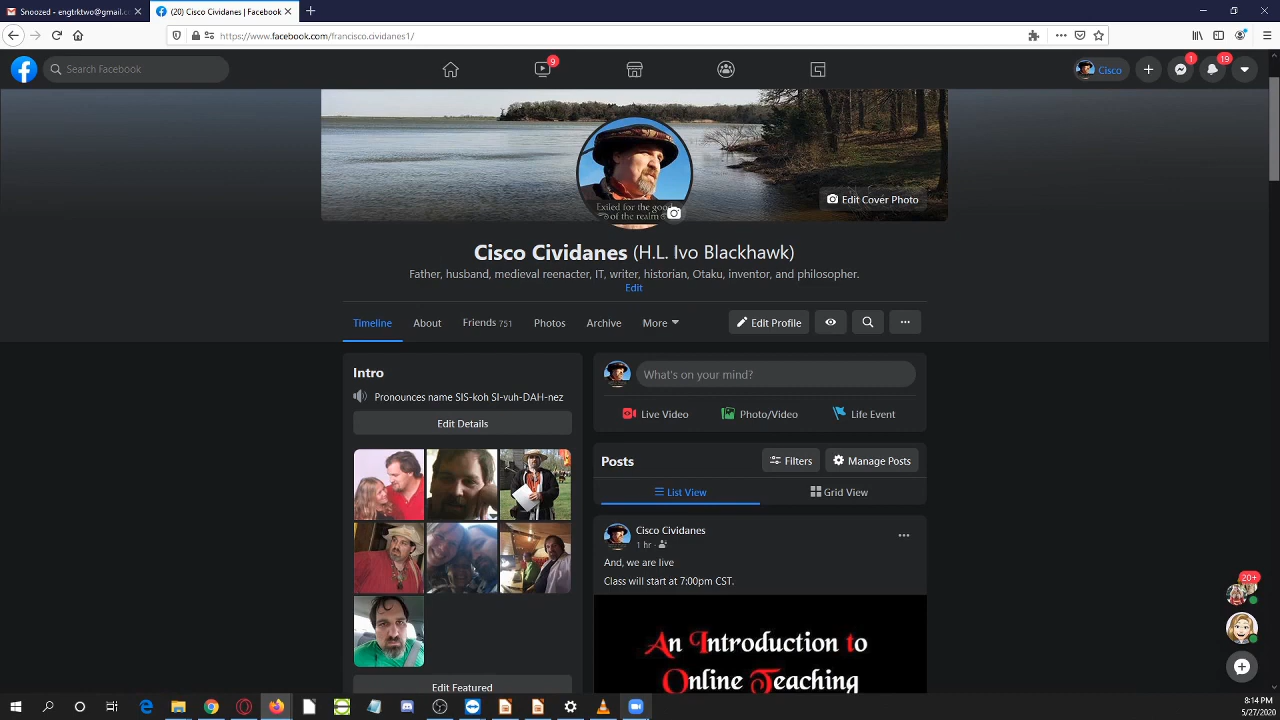 Snoozed - engtrktwo@gmail.c
(20) Cisco Cividanes | Facebook
https://www.facebook.com/francisco.cividanes1/
Search Facebook
9
Cisco
1
19
Exiled for the good
of the realm
Edit Cover Photo
Cisco Cividanes (H.L. Ivo Blackhawk)
Father, husband, medieval reenacter, IT, writer, historian, Otaku, inventor, and philosopher.
Edit
Timeline
About
Friends 751
Photos
Archive
More
Edit Profile
Intro
Pronounces name SIS-koh SI-vuh-DAH-nez
Edit Details
Edit Featured
What's on your mind?
Live Video
Photo/Video
Life Event
Posts
Filters
Manage Posts
List View
Grid View
Cisco Cividanes
1 hr ·
And, we are live
Class will start at 7:00pm CST.
An Introduction to
Online Teaching
20+
8:14 PM
5/27/2020